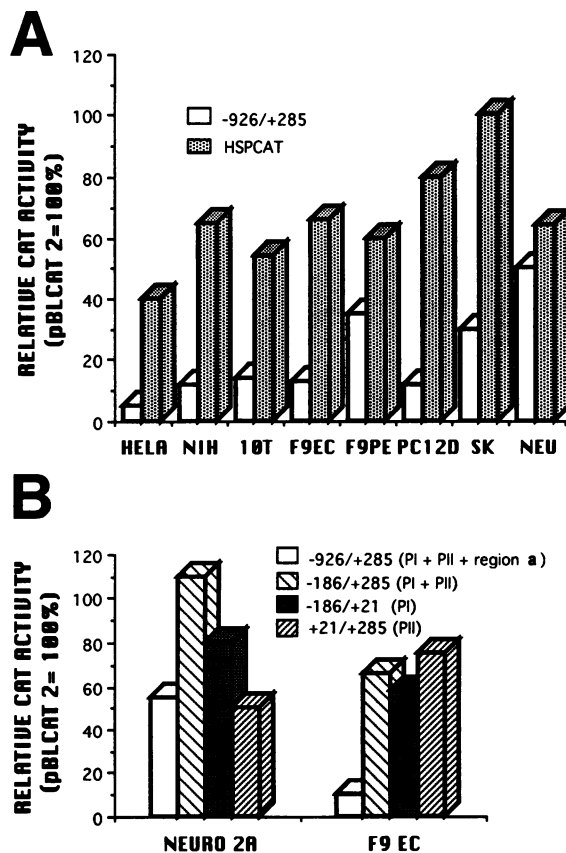 A
RELATIVE CAT ACTIVITY
(pBLCAT 2=100%)
120
100
80
60
40
20
0
-926/+285
HSPCAT
HELA NIH 10T F9EC F9PE PC12D SK NEU
B
RELATIVE CAT ACTIVITY
(pBLCAT 2= 100%)
120
100
80
60
40
20
0
-926/+285 (PI + PII + region a)
-186/+285 (PI + PII)
-186/+21 (PI)
+21/+285 (PII)
NEURO 2A F9 EC